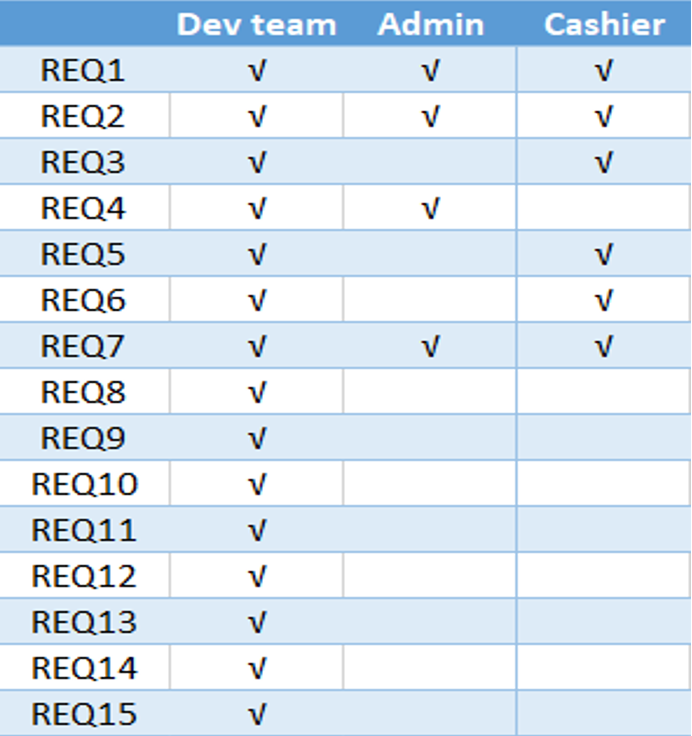 Dev team Admin Cashier
REQ1 √ √ √
REQ2 √ √ √
REQ3 √ √
REQ4 √ √
REQ5 √ √
REQ6 √ √
REQ7 √ √ √
REQ8 √
REQ9 √
REQ10 √
REQ11 √
REQ12 √
REQ13 √
REQ14 √
REQ15 √